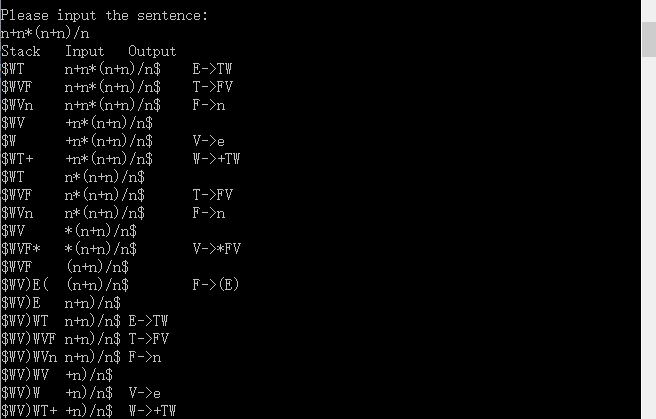 Please input the sentence:
n+n*(n+n)/n
Stack Input Output
$WT n+n*(n+n)/n$ E->TW
$WVF n+n*(n+n)/n$ T->FV
$WVn n+n*(n+n)/n$ F->n
$WV +n*(n+n)/n$
$W +n*(n+n)/n$ V->e
$WT+ +n*(n+n)/n$ W->+TW
$WT n*(n+n)/n$
$WVF n*(n+n)/n$ T->FV
$WVn n*(n+n)/n$ F->n
$WV *(n+n)/n$
$WVF* *(n+n)/n$ V->*FV
$WVF (n+n)/n$
$WV)E( (n+n)/n$ F->(E)
$WV)E n+n)/n$
$WV)WT n+n)/n$ E->TW
$WV)WVF n+n)/n$ T->FV
$WV)WVn n+n)/n$ F->n
$WV)WV +n)/n$
$WV)W +n)/n$ V->e
$WV)WT+ +n)/n$ W->+TW